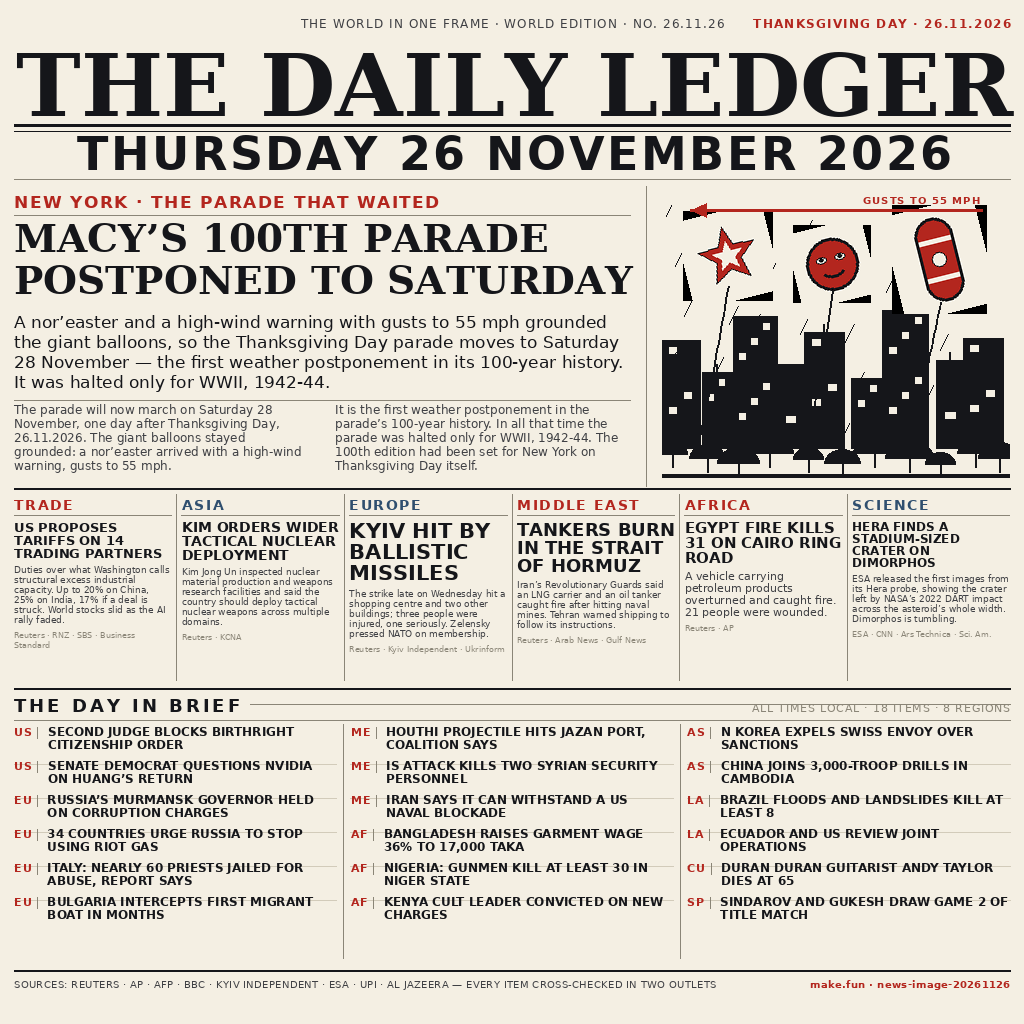 THE WORLD IN ONE FRAME · WORLD EDITION · NO. 26.11.26 THANKSGIVING DAY · 26.11.2026
THE DAILY LEDGER
THURSDAY 26 NOVEMBER 2026
NEW YORK · THE PARADE THAT WAITED
MACY’S 100TH PARADE
POSTPONED TO SATURDAY
A nor’easter and a high-wind warning with gusts to 55 mph grounded
the giant balloons, so the Thanksgiving Day parade moves to Saturday
28 November — the first weather postponement in its 100-year history.
It was halted only for WWII, 1942-44.
The parade will now march on Saturday 28
November, one day after Thanksgiving Day,
26.11.2026. The giant balloons stayed
grounded: a nor’easter arrived with a high-wind
warning, gusts to 55 mph.
It is the first weather postponement in the
parade’s 100-year history. In all that time the
parade was halted only for WWII, 1942-44. The
100th edition had been set for New York on
Thanksgiving Day itself.
GUSTS TO 55 MPH
TRADE
US PROPOSES
TARIFFS ON 14
TRADING PARTNERS
Duties over what Washington calls
structural excess industrial
capacity. Up to 20% on China,
25% on India, 17% if a deal is
struck. World stocks slid as the AI
rally faded.
Reuters · RNZ · SBS · Business
Standard
ASIA
KIM ORDERS WIDER
TACTICAL NUCLEAR
DEPLOYMENT
Kim Jong Un inspected nuclear
material production and weapons
research facilities and said the
country should deploy tactical
nuclear weapons across multiple
domains.
Reuters · KCNA
EUROPE
KYIV HIT BY
BALLISTIC
MISSILES
The strike late on Wednesday hit a
shopping centre and two other
buildings; three people were
injured, one seriously. Zelensky
pressed NATO on membership.
Reuters · Kyiv Independent · Ukrinform
MIDDLE EAST
TANKERS BURN
IN THE STRAIT
OF HORMUZ
Iran’s Revolutionary Guards said
an LNG carrier and an oil tanker
caught fire after hitting naval
mines. Tehran warned shipping to
follow its instructions.
Reuters · Arab News · Gulf News
AFRICA
EGYPT FIRE KILLS
31 ON CAIRO RING
ROAD
A vehicle carrying
petroleum products
overturned and caught fire.
21 people were wounded.
Reuters · AP
SCIENCE
HERA FINDS A
STADIUM-SIZED
CRATER ON
DIMORPHOS
ESA released the first images from
its Hera probe, showing the crater
left by NASA’s 2022 DART impact
across the asteroid’s whole width.
Dimorphos is tumbling.
ESA · CNN · Ars Technica · Sci. Am.
THE DAY IN BRIEF
ALL TIMES LOCAL · 18 ITEMS · 8 REGIONS
US | SECOND JUDGE BLOCKS BIRTHRIGHT
CITIZENSHIP ORDER
US | SENATE DEMOCRAT QUESTIONS NVIDIA
ON HUANG’S RETURN
EU | RUSSIA’S MURMANSK GOVERNOR HELD
ON CORRUPTION CHARGES
EU | 34 COUNTRIES URGE RUSSIA TO STOP
USING RIOT GAS
EU | ITALY: NEARLY 60 PRIESTS JAILED FOR
ABUSE, REPORT SAYS
EU | BULGARIA INTERCEPTS FIRST MIGRANT
BOAT IN MONTHS
ME | HOUTHI PROJECTILE HITS JAZAN PORT,
COALITION SAYS
ME | IS ATTACK KILLS TWO SYRIAN SECURITY
PERSONNEL
ME | IRAN SAYS IT CAN WITHSTAND A US
NAVAL BLOCKADE
AF | BANGLADESH RAISES GARMENT WAGE
36% TO 17,000 TAKA
AF | NIGERIA: GUNMEN KILL AT LEAST 30 IN
NIGER STATE
AF | KENYA CULT LEADER CONVICTED ON NEW
CHARGES
AS | N KOREA EXPELS SWISS ENVOY OVER
SANCTIONS
AS | CHINA JOINS 3,000-TROOP DRILLS IN
CAMBODIA
LA | BRAZIL FLOODS AND LANDSLIDES KILL AT
LEAST 8
LA | ECUADOR AND US REVIEW JOINT
OPERATIONS
CU | DURAN DURAN GUITARIST ANDY TAYLOR
DIES AT 65
SP | SINDAROV AND GUKESH DRAW GAME 2 OF
TITLE MATCH
SOURCES: REUTERS · AP · AFP · BBC · KYIV INDEPENDENT · ESA · UPI · AL JAZEERA — EVERY ITEM CROSS-CHECKED IN TWO OUTLETS
make.fun · news-image-20261126